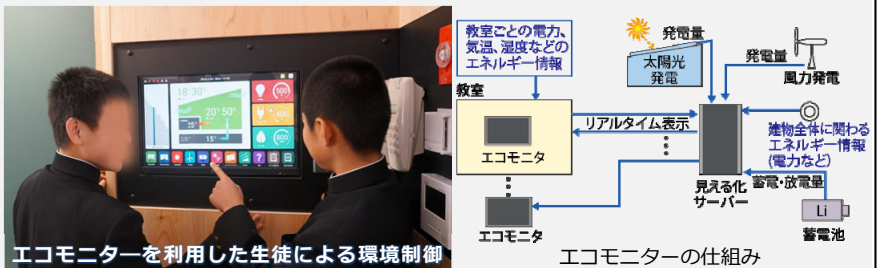 エコモニターを利用した生徒による環境制御
18° 30°
20° 50°
15°
500
400
800
教室ごとの電力、
気温、湿度などの
エネルギー情報
教室
エコモニタ
エコモニタ
リアルタイム表示
発電量
太陽光
発電
発電量
風力発電
建物全体に関わる
エネルギー情報
(電力など)
見える化
サーバー
蓄電・放電量
Li
蓄電池
エコモニターの仕組み